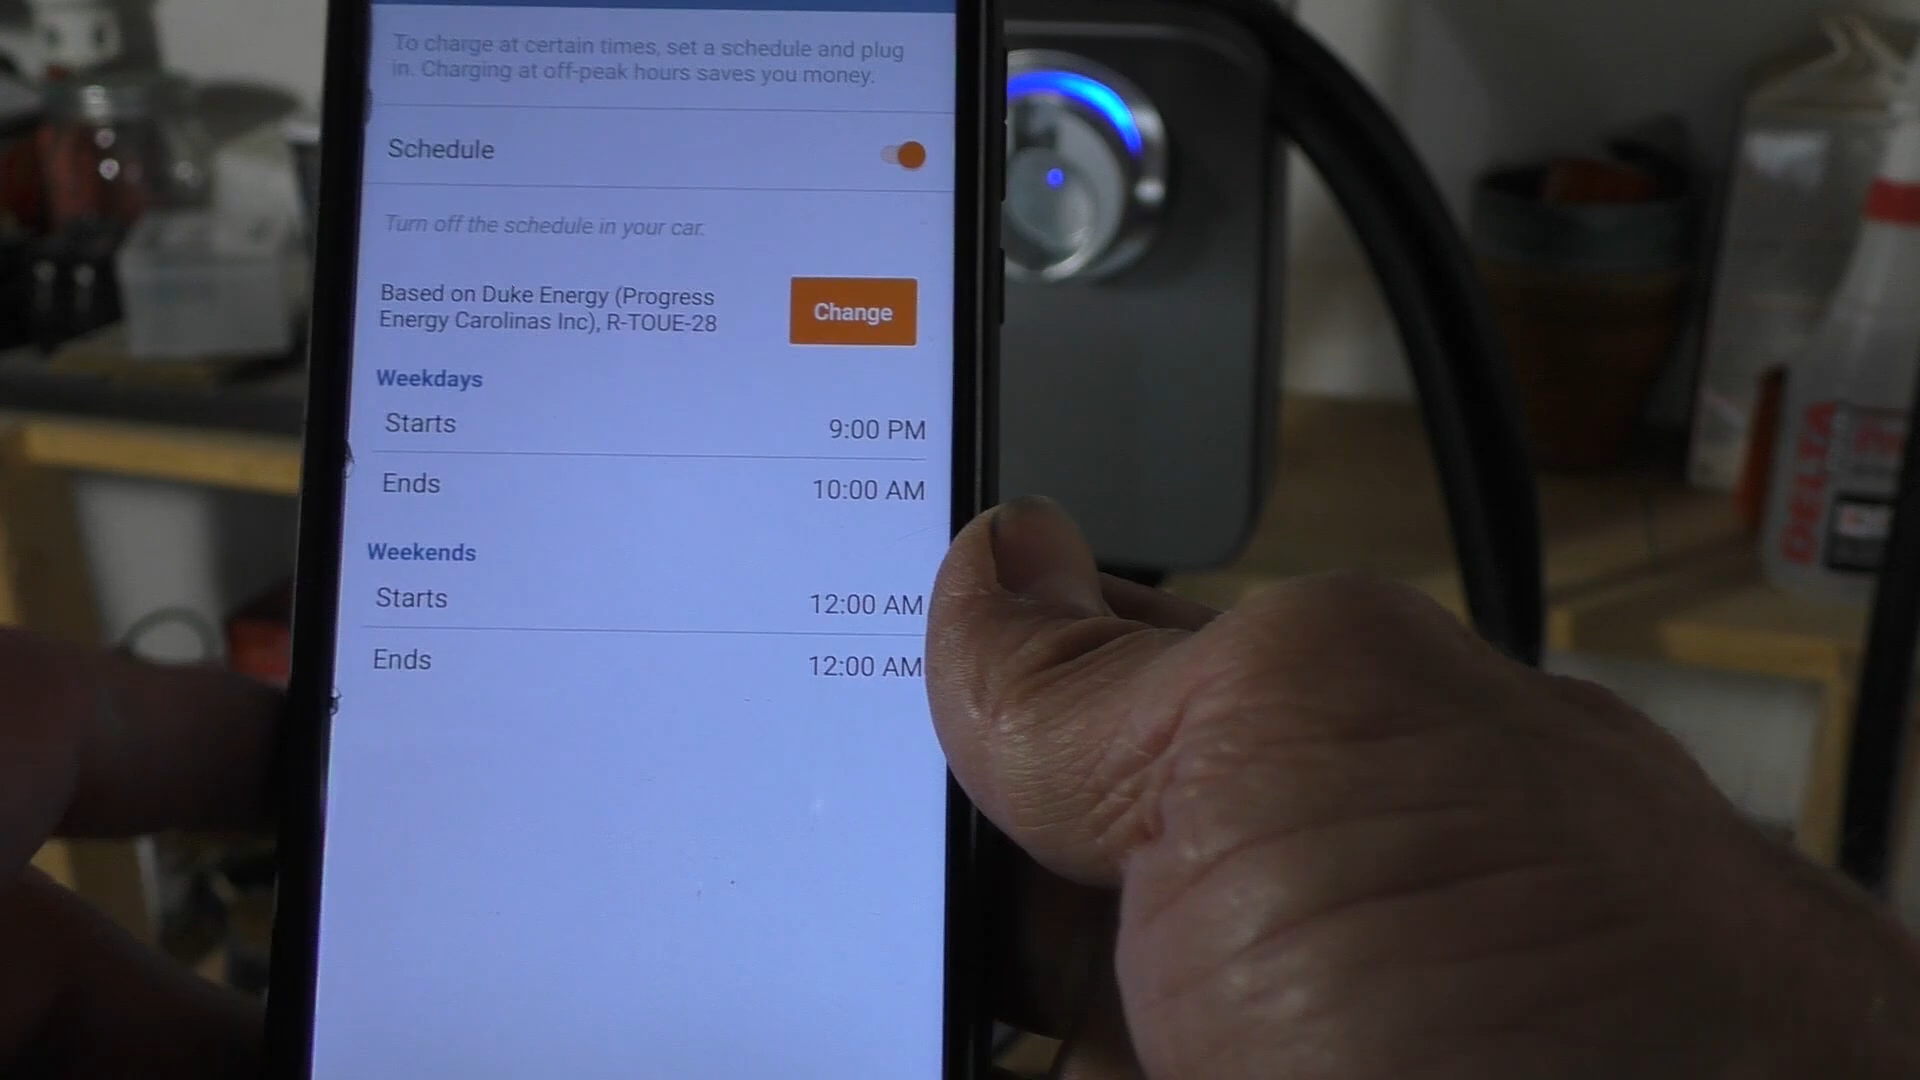 To charge at certain times, set a schedule and plug
in. Charging at off-peak hours saves you money.
Schedule
Turn off the schedule in your car.
Based on Duke Energy (Progress
Energy Carolinas Inc), R-TOUE-28
Change
Weekdays
Starts
9:00 PM
Ends
10:00 AM
Weekends
Starts
12:00 AM
Ends
12:00 AM
DELTA